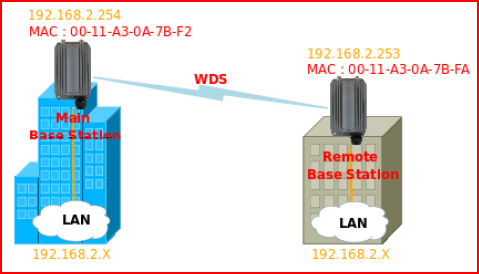 192.168.2.254
MAC : 00-11-A3-0A-7B-F2
192.168.2.253
MAC : 00-11-A3-0A-7B-FA
WDS
Main
Base Station
Remote
Base Station
LAN
LAN
192.168.2.X
192.168.2.X